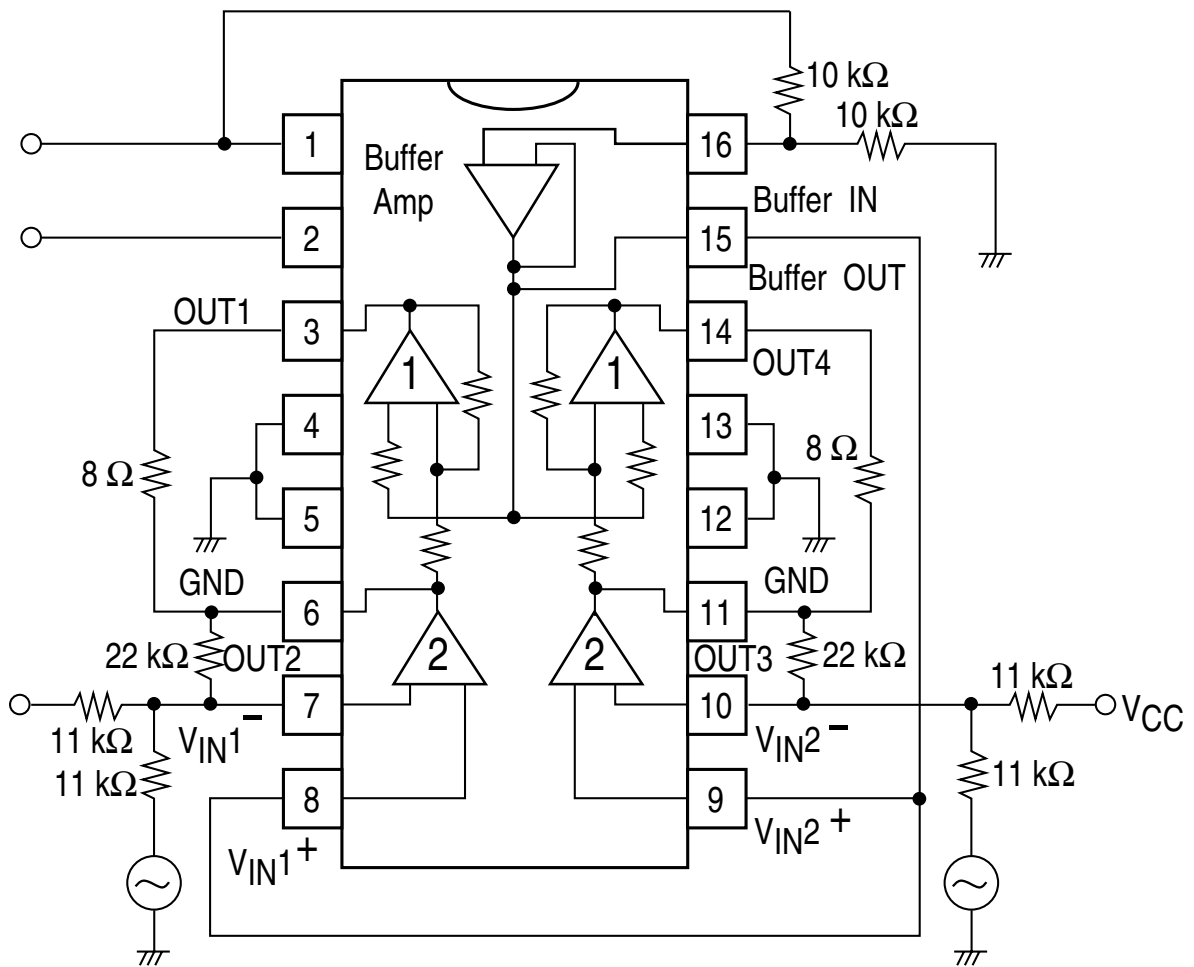 10 kΩ
10 kΩ
1
Buffer
Amp
16
Buffer IN
2
15
Buffer OUT
OUT1
3
1
1
14
OUT4
4
13
8 Ω
8 Ω
5
12
GND
GND
6
11
22 kΩ
OUT2
2
2
OUT3
22 kΩ
11 kΩ
7
10
VCC
11 kΩ
VIN1−
VIN2−
11 kΩ
11 kΩ
8
9
VIN1+
VIN2+